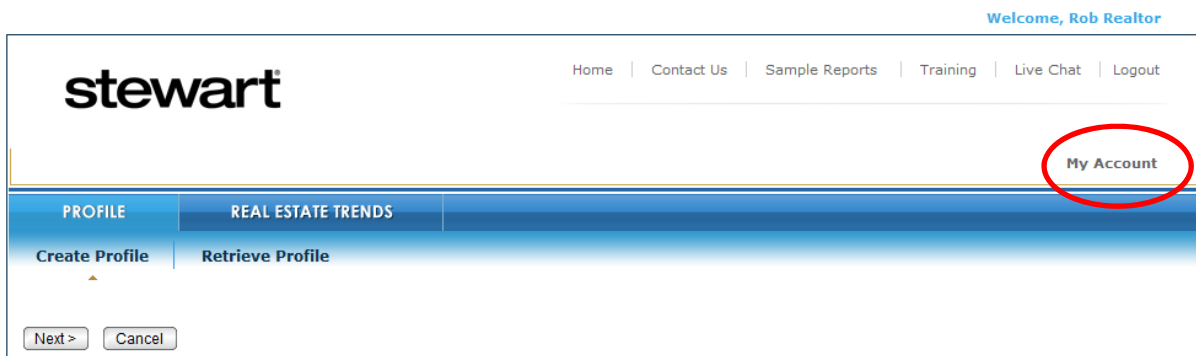 Welcome, Rob Realtor
stewart
Home | Contact Us | Sample Reports | Training | Live Chat | Logout
My Account
PROFILE REAL ESTATE TRENDS
Create Profile Retrieve Profile
Next > Cancel